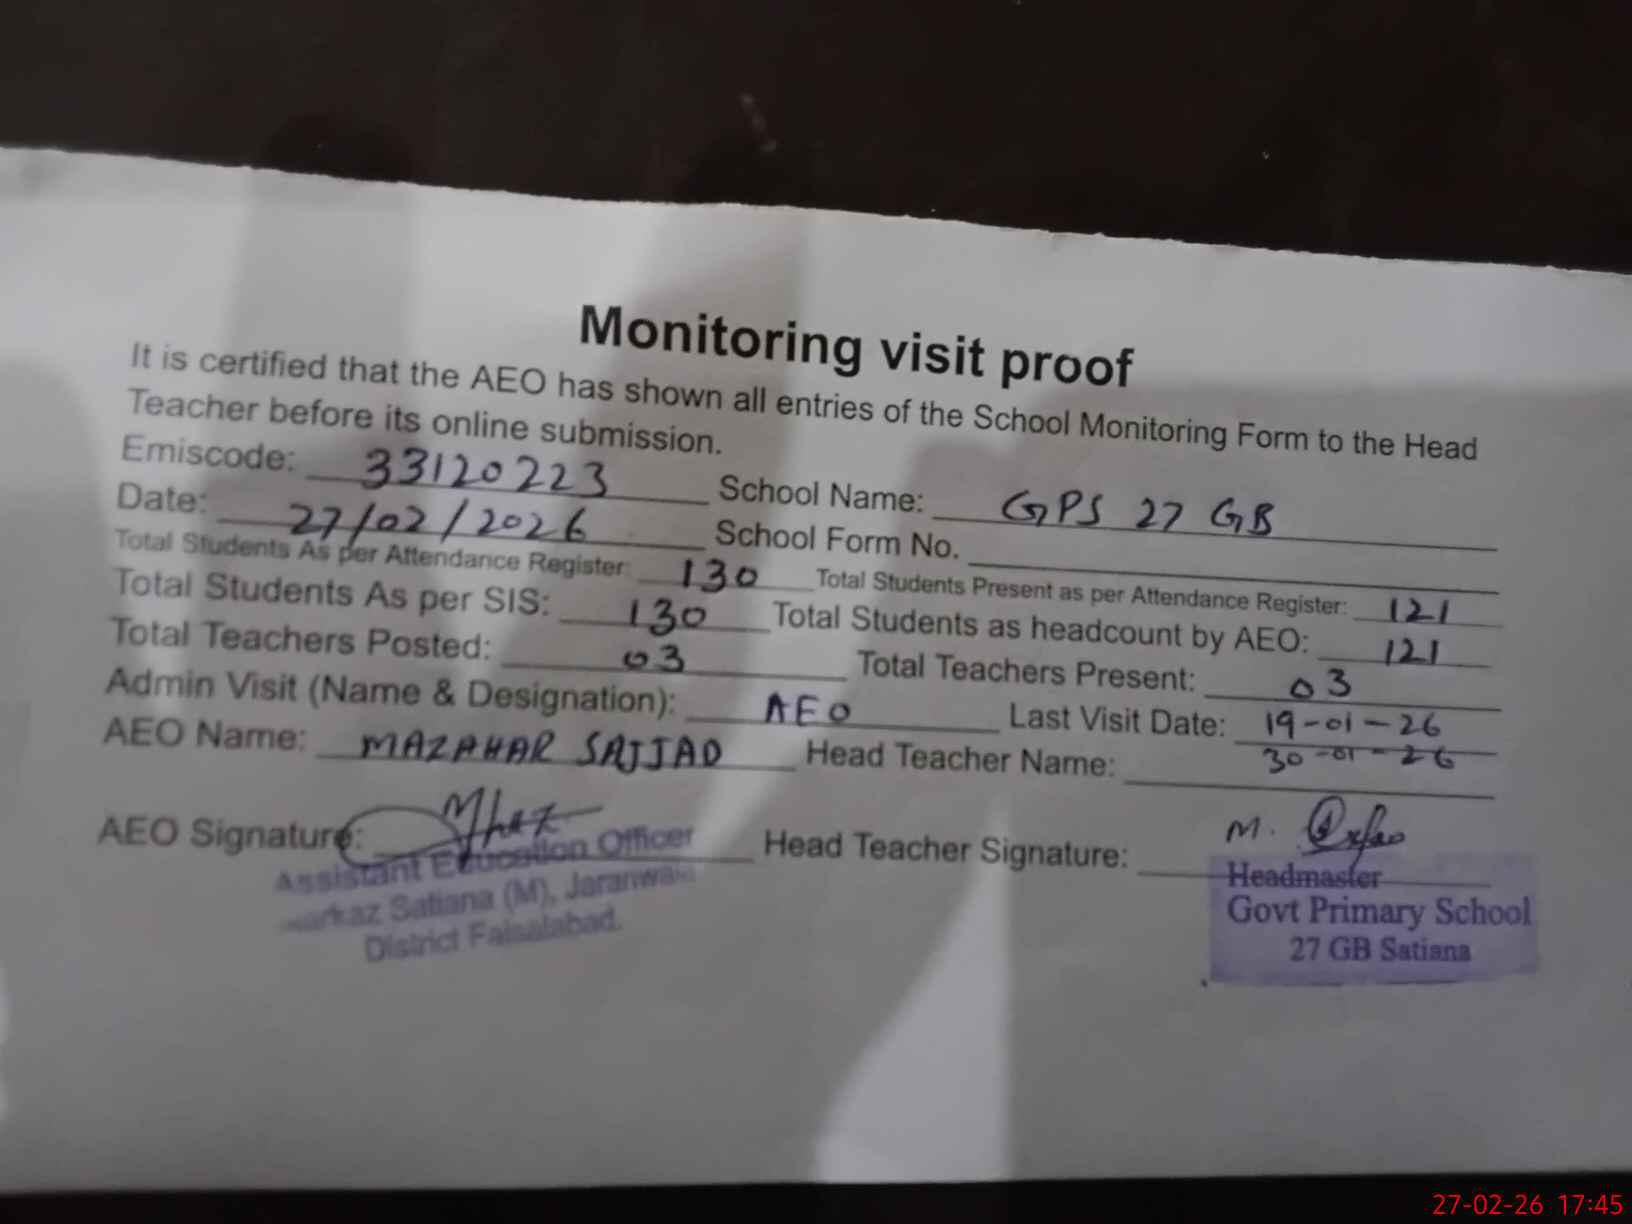 Monitoring visit proof
It is certified that the AEO has shown all entries of the School Monitoring Form to the Head
Teacher before its online submission.
Emiscode: 33120223 School Name: GPS 27 GB
Date: 27/02/2026 School Form No.
Total Students As per Attendance Register: 130 Total Students Present as per Attendance Register: 121
Total Students As per SIS: 130 Total Students as headcount by AEO: 121
Total Teachers Posted: 03 Total Teachers Present: 03
Admin Visit (Name & Designation): AEO Last Visit Date: 19-01-26
30-01-26
AEO Name: MAZAHAR SAJJAD Head Teacher Name:
AEO Signature: Head Teacher Signature: M.
Assistant Education Officer
Markaz Satiana (M), Jaranwala
District Faisalabad.
Headmaster
Govt Primary School
27 GB Satiana
27-02-26 17:45